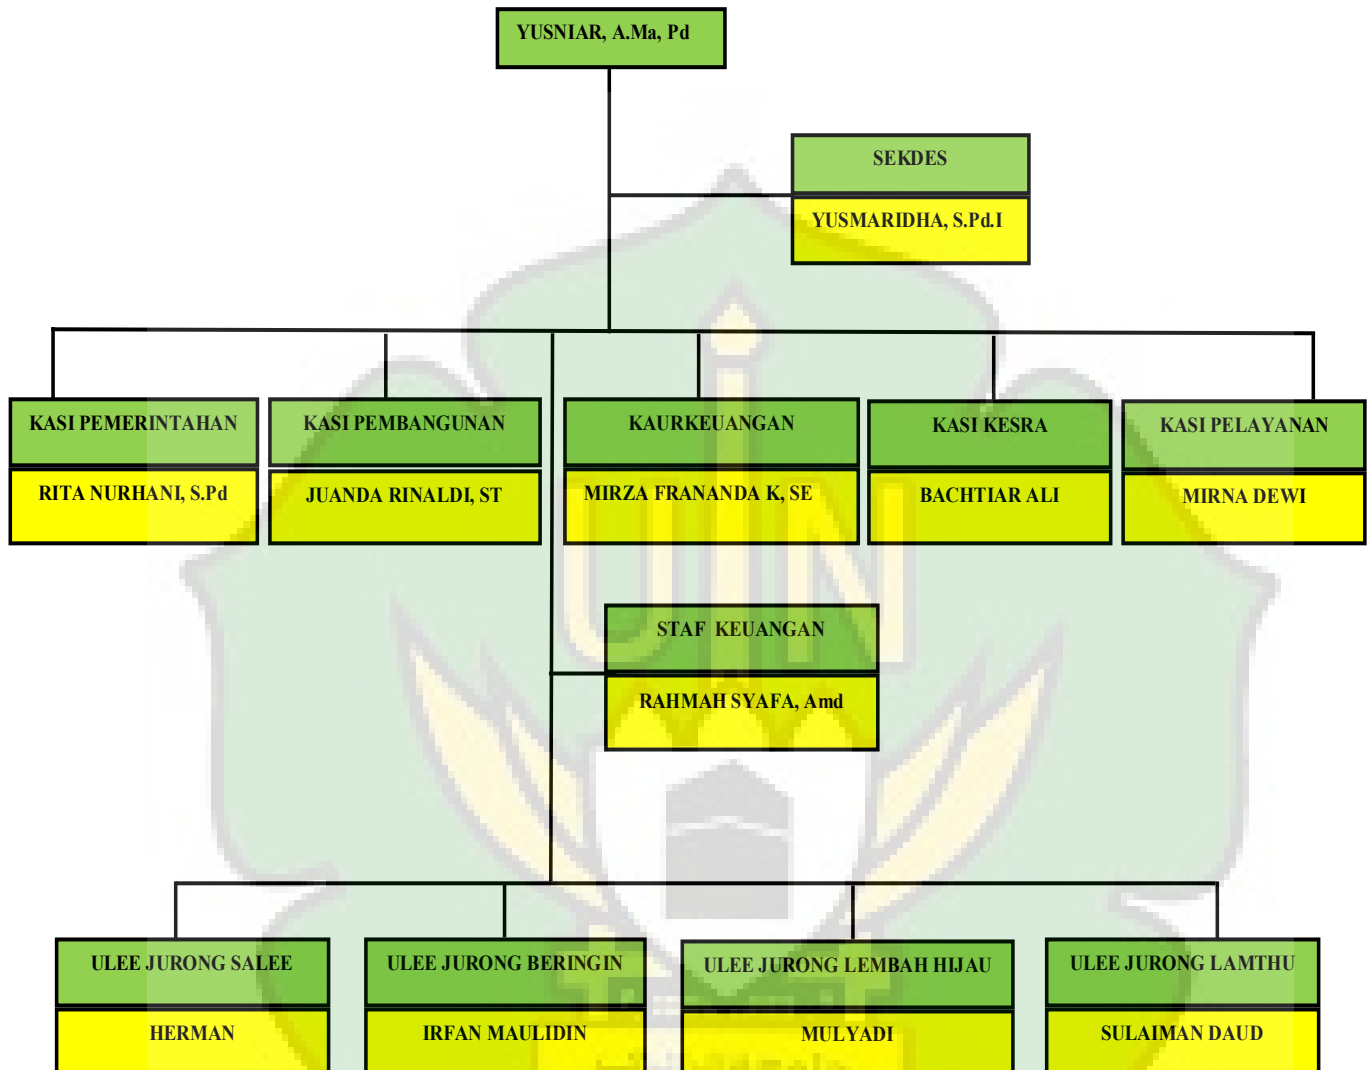 YUSNIAR, A.Ma, Pd
SEKDES
YUSMARIDHA, S.Pd.I
KASI PEMERINTAHAN
RITA NURHANI, S.Pd
KASI PEMBANGUNAN
JUANDA RINALDI, ST
KAURKEUANGAN
MIRZA FRANANDA K, SE
KASI KESRA
BACHTIAR ALI
KASI PELAYANAN
MIRNA DEWI
UIN
STAF KEUANGAN
RAHMAH SYAFA, Amd
ULEE JURONG SALEE
HERMAN
ULEE JURONG BERINGIN
IRFAN MAULIDIN
ULEE JURONG LEMBAH HIJAU
MULYADI
ULEE JURONG LAMTHU
SULAIMAN DAUD